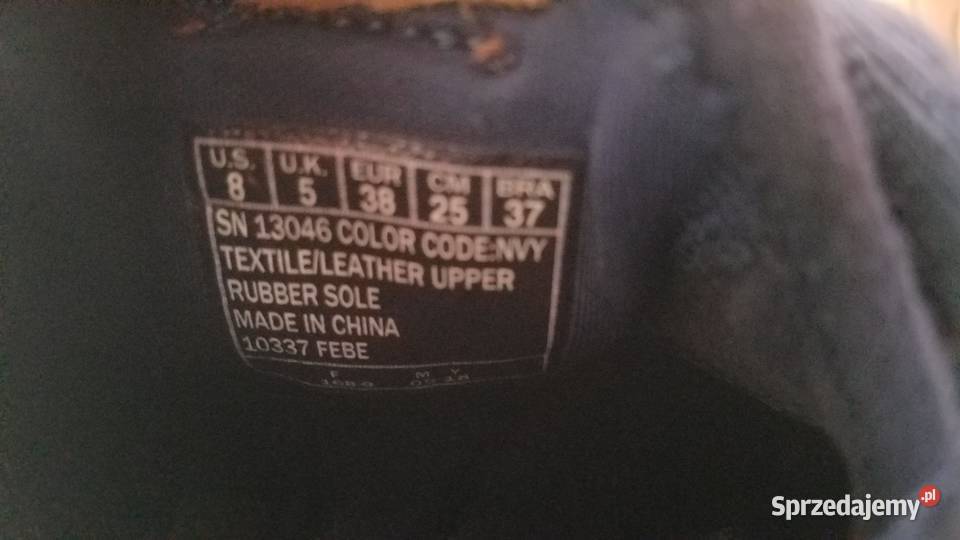 U.S. U.K. EUR CM BRA
8 5 38 25 37
SN 13046 COLOR CODE:NVY
TEXTILE/LEATHER UPPER
RUBBER SOLE
MADE IN CHINA
10337 FEBE
F M Y
Sprzedajemy.pl